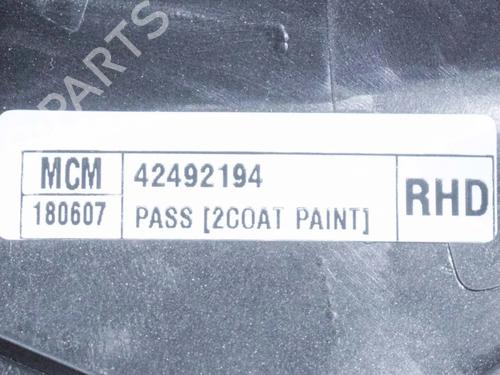 PARTS
MCM 42492194 RHD
180607 PASS [2COAT PAINT]